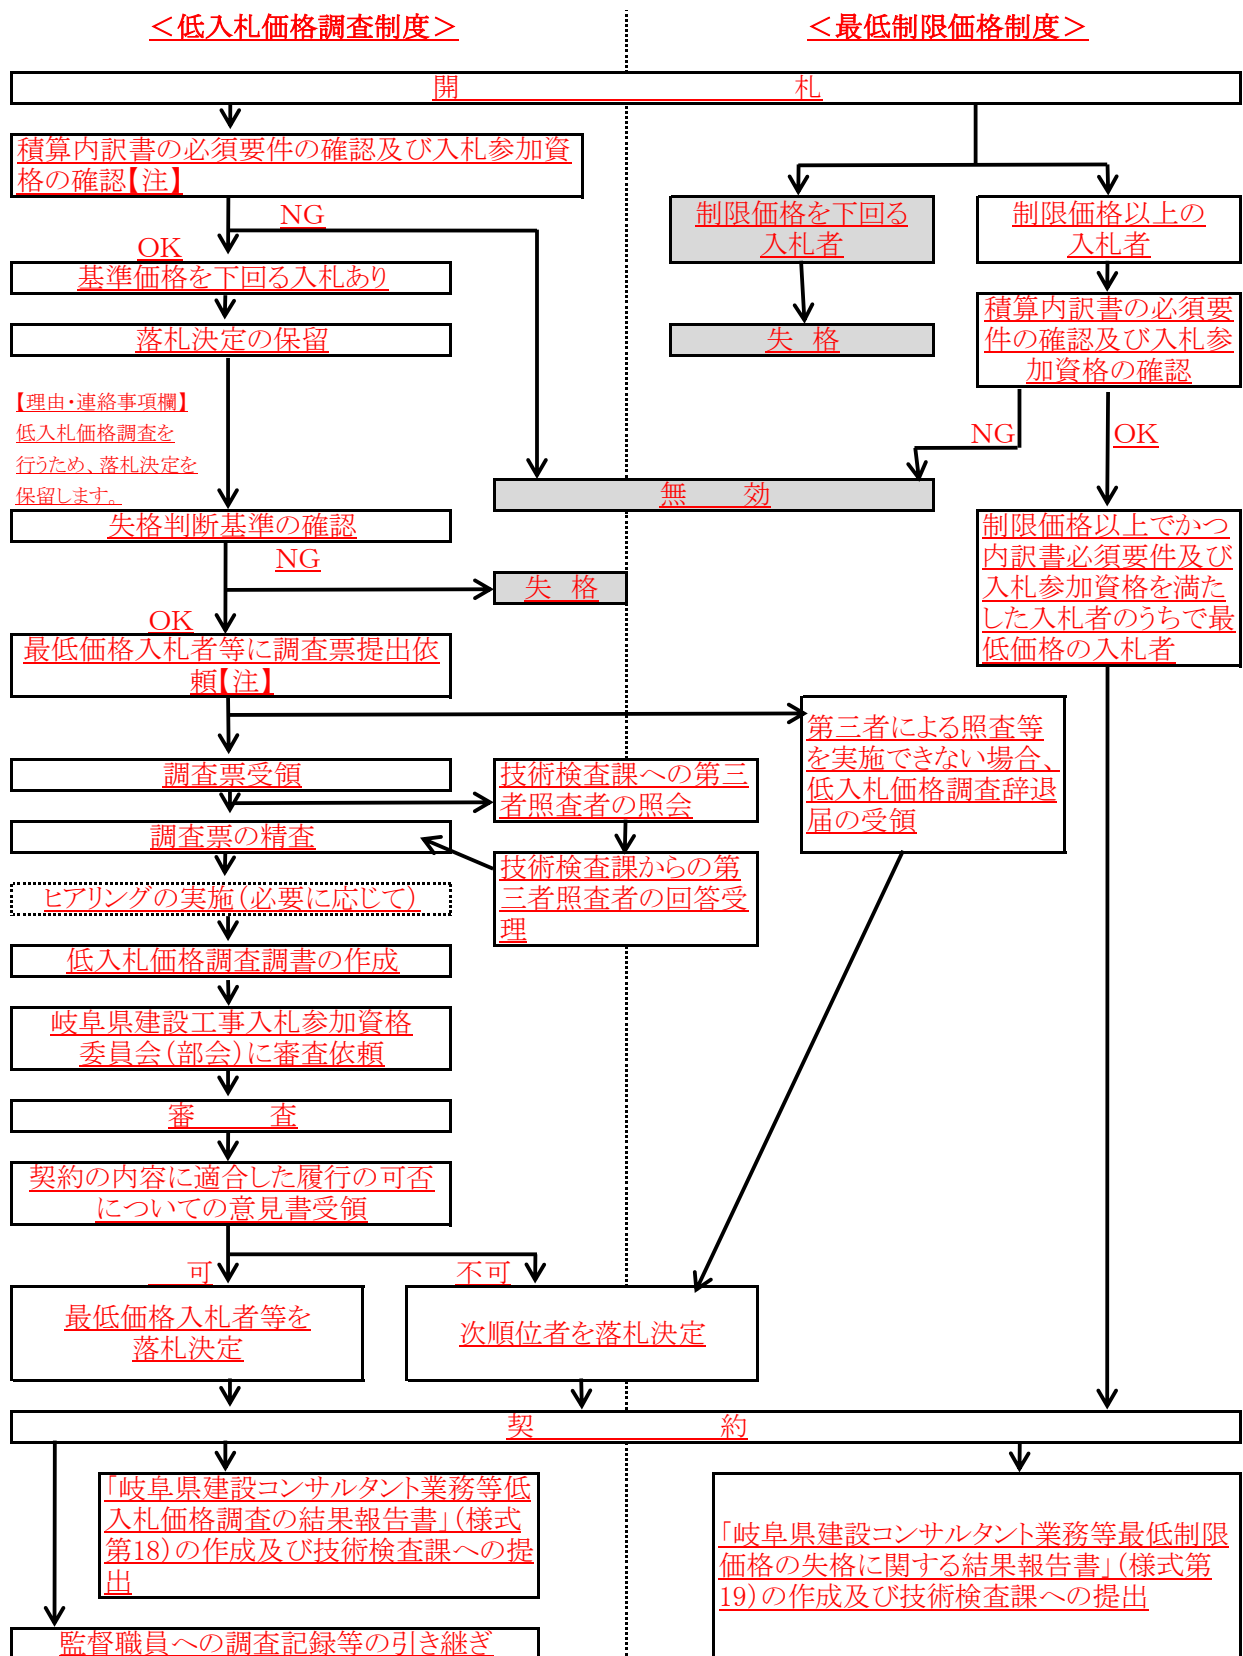 ＜低入札価格調査制度＞
＜最低制限価格制度＞
開　　　　　　札
積算内訳書の必須要件の確認及び入札参加資
格の確認【注】
NG
OK
基準価格を下回る入札あり
落札決定の保留
【理由・連絡事項欄】
低入札価格調査を
行うため、落札決定を
保留します。
失格判断基準の確認
NG
失　格
OK
最低価格入札者等に調査票提出依
頼【注】
調査票受領
技術検査課への第三
者照査者の照会
調査票の精査
技術検査課からの第
三者照査者の回答受
理
ヒアリングの実施（必要に応じて）
低入札価格調査調書の作成
岐阜県建設工事入札参加資格
委員会（部会）に審査依頼
審　　　査
契約の内容に適合した履行の可否
についての意見書受領
可
不可
最低価格入札者等を
落札決定
次順位者を落札決定
制限価格を下回る
入札者
失　格
制限価格以上の
入札者
積算内訳書の必須要
件の確認及び入札参
加資格の確認
NG
OK
無　　効
制限価格以上でかつ
内訳書必須要件及び
入札参加資格を満た
した入札者のうちで最
低価格の入札者
第三者による照査等
を実施できない場合、
低入札価格調査辞退
届の受領
契　　　　　　約
「岐阜県建設コンサルタント業務等低
入札価格調査の結果報告書」（様式
第18）の作成及び技術検査課への提
出
監督職員への調査記録等の引き継ぎ
「岐阜県建設コンサルタント業務等最低制限
価格の失格に関する結果報告書」（様式第
19）の作成及び技術検査課への提出